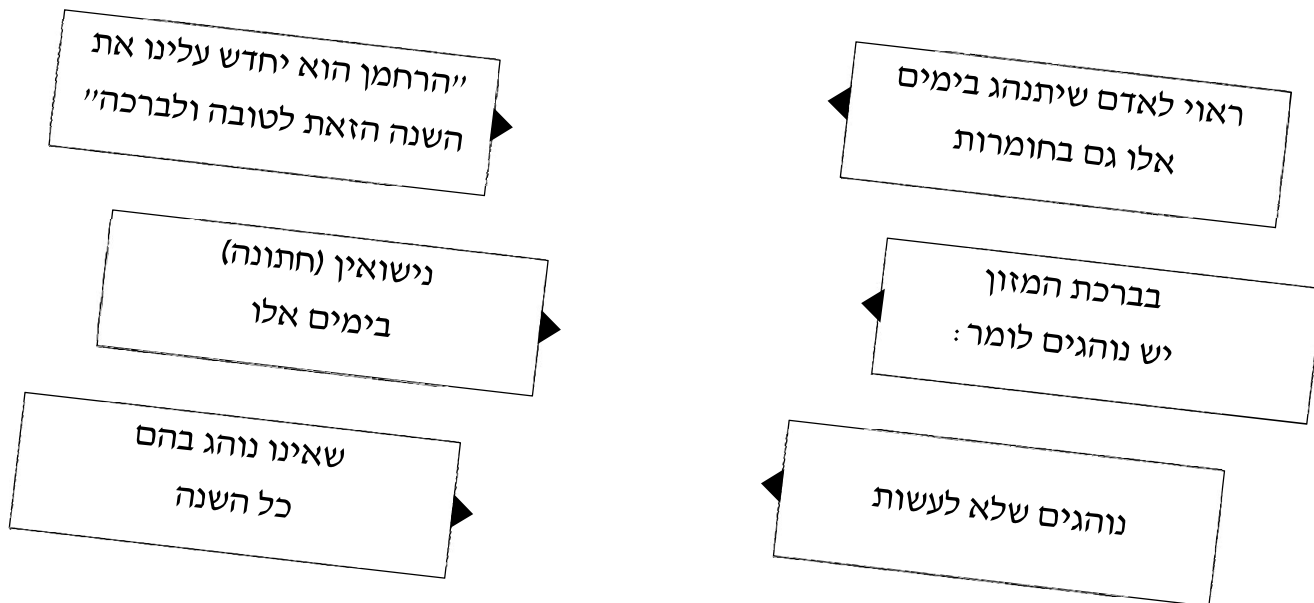 ראוי לאדם שיתנהג בימים
אלו גם בחומרות
בברכת המזון
יש נוהגים לומר:
נוהגים שלא לעשות
"הרחמן הוא יחדש עלינו את
השנה הזאת לטובה ולברכה"
נישואין (חתונה)
בימים אלו
שאינו נוהג בהם
כל השנה